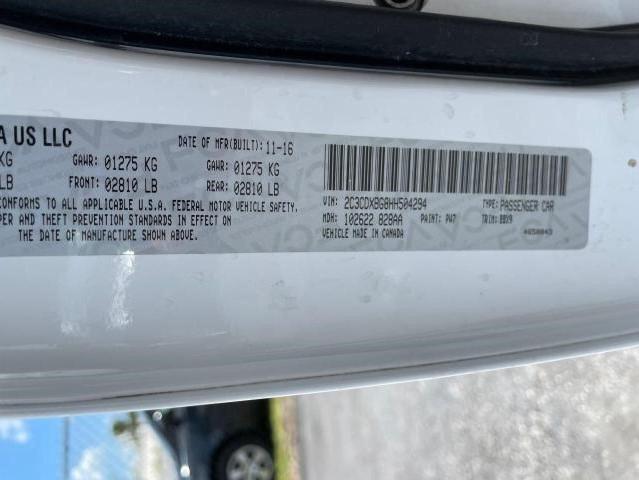 A US LLC
DATE OF MFR(BUILT): 11-16
KG GAWR: 01275 KG GAWR: 01275 KG
LB FRONT: 02810 LB REAR: 02810 LB
CONFORMS TO ALL APPLICABLE U.S.A. FEDERAL MOTOR VEHICLE SAFETY,
PER AND THEFT PREVENTION STANDARDS IN EFFECT ON
THE DATE OF MANUFACTURE SHOWN ABOVE.
VIN: 2C3CDXBG8HH504294 TYPE: PASSENGER CAR
MDH: 102622 028AA PAINT: PW7 TRIM: BBX9
VEHICLE MADE IN CANADA 4650043